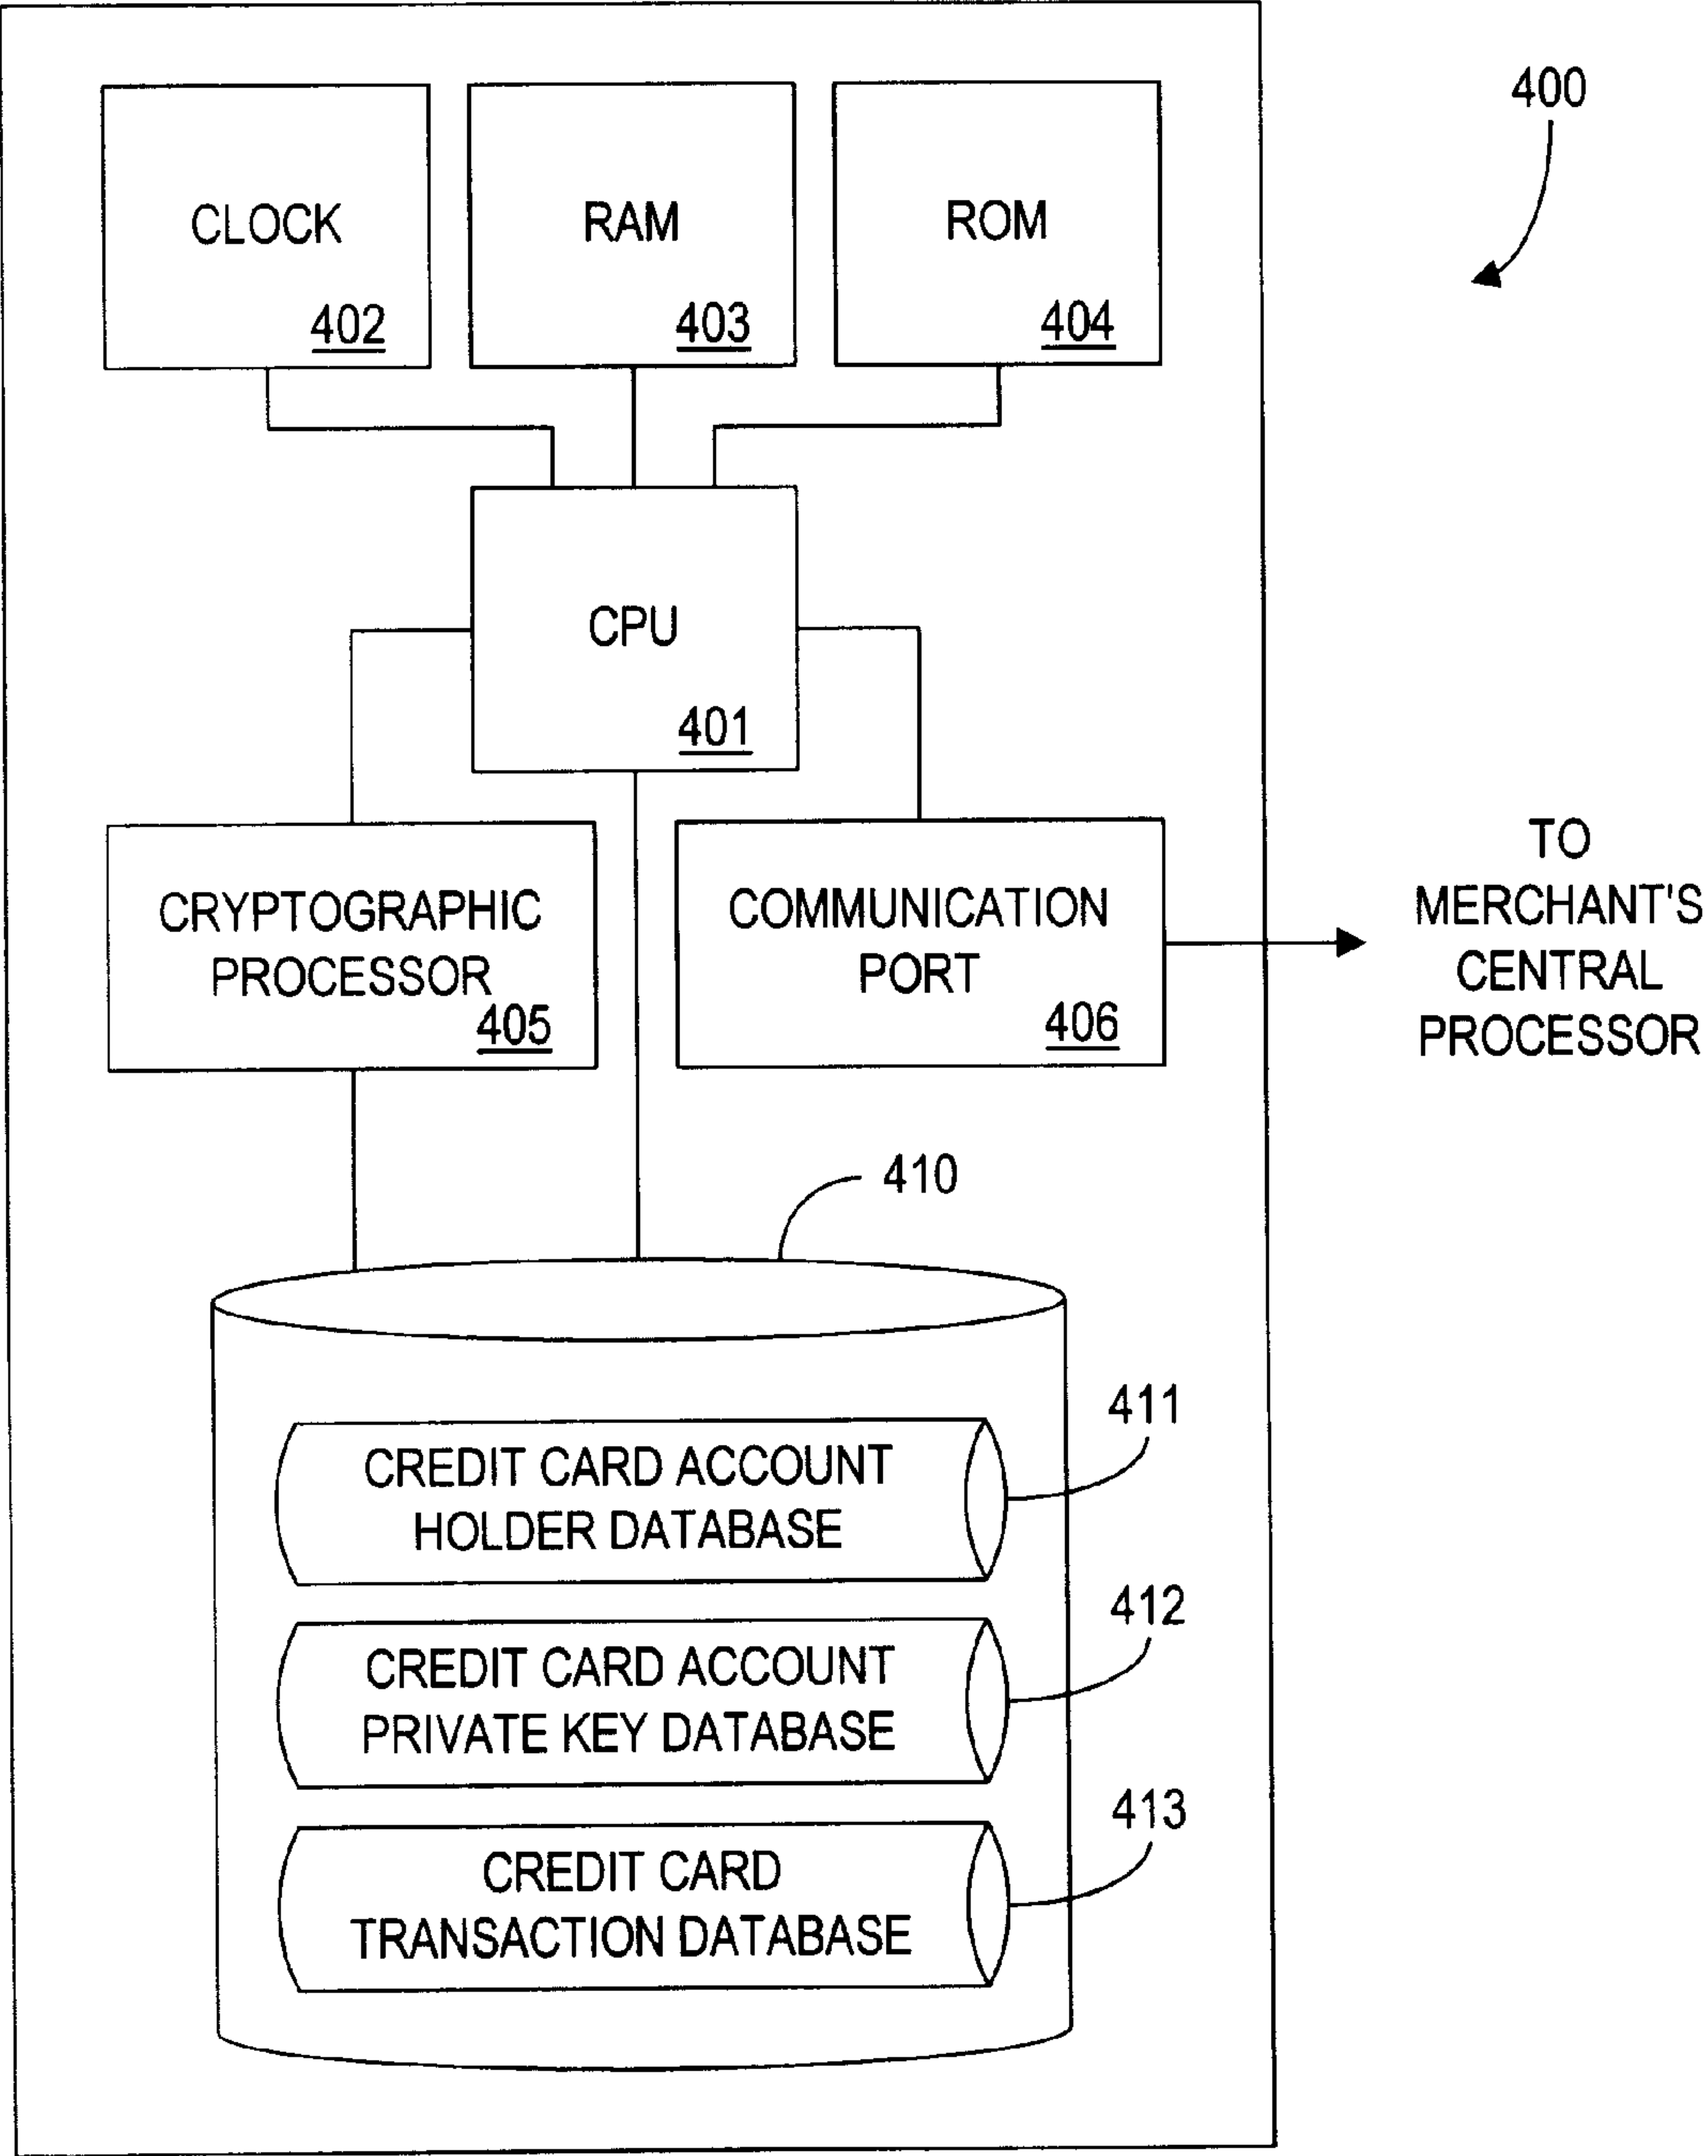 400
CLOCK
402
RAM
403
ROM
404
CPU
401
CRYPTOGRAPHIC
PROCESSOR
405
COMMUNICATION
PORT
406
TO
MERCHANT'S
CENTRAL
PROCESSOR
410
411
CREDIT CARD ACCOUNT
HOLDER DATABASE
412
CREDIT CARD ACCOUNT
PRIVATE KEY DATABASE
413
CREDIT CARD
TRANSACTION DATABASE